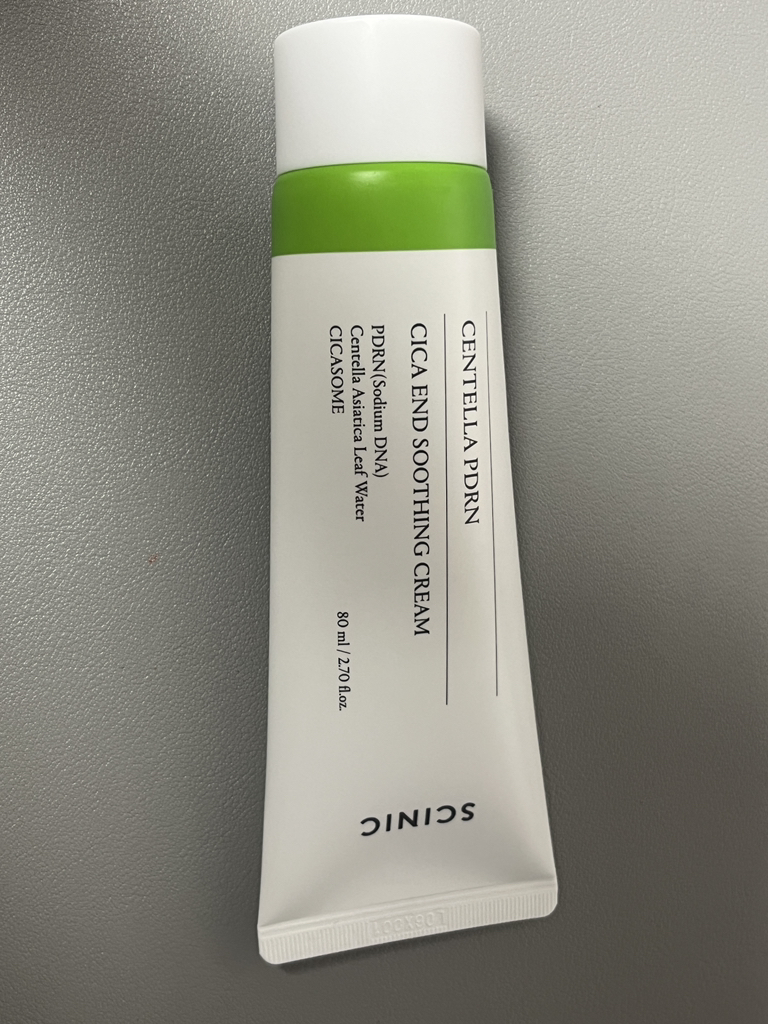 CENTELLA PDRN
CICA END SOOTHING CREAM
PDRN(Sodium DNA)
Centella Asiatica Leaf Water
CICASOME
80 ml / 2.70 fl.oz.
SCINIC